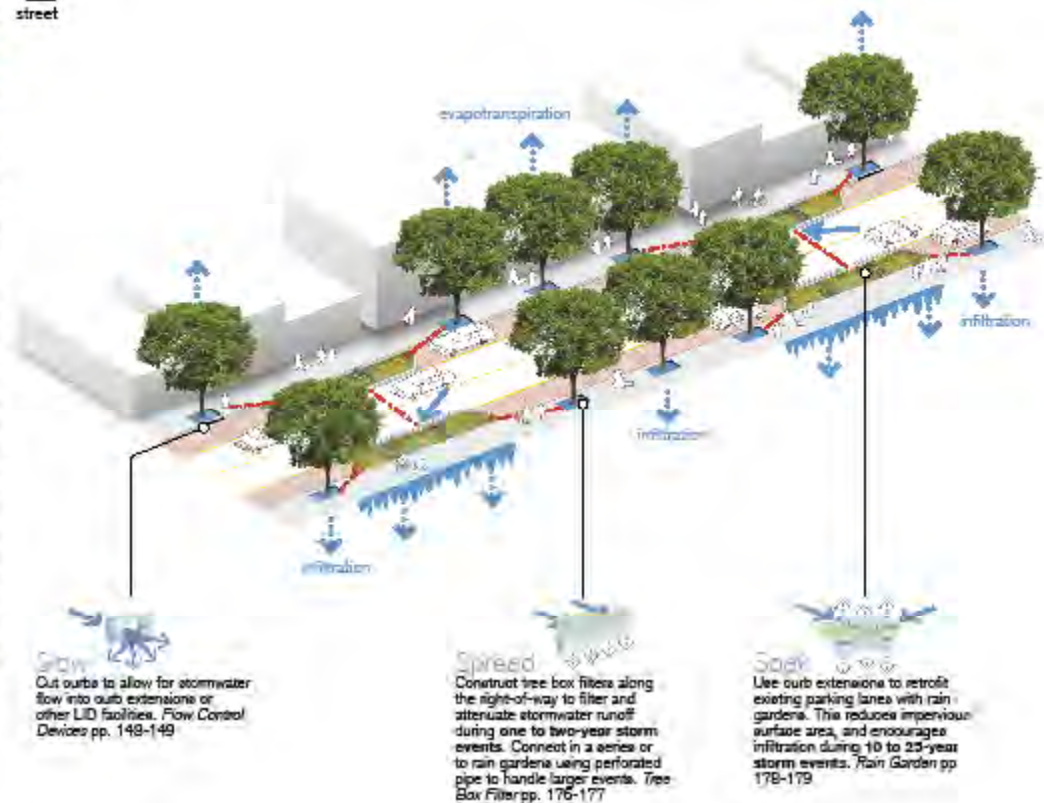 street
evapotranspiration
infiltration
infiltration
infiltration
Slow
Cut curbs to allow for stormwater
flow into curb extensions or
other LID facilities. Flow Control
Devices pp. 148-149
Spread
Construct tree box filters along
the right-of-way to filter and
attenuate stormwater runoff
during one to two-year storm
events. Connect in a series or
to rain gardens using perforated
pipe to handle larger events. Tree
Box Filter pp. 176-177
Soak
Use curb extensions to retrofit
existing parking lanes with rain
gardens. This reduces impervious
surface area, and encourages
infiltration during 10 to 25-year
storm events. Rain Garden pp
178-179